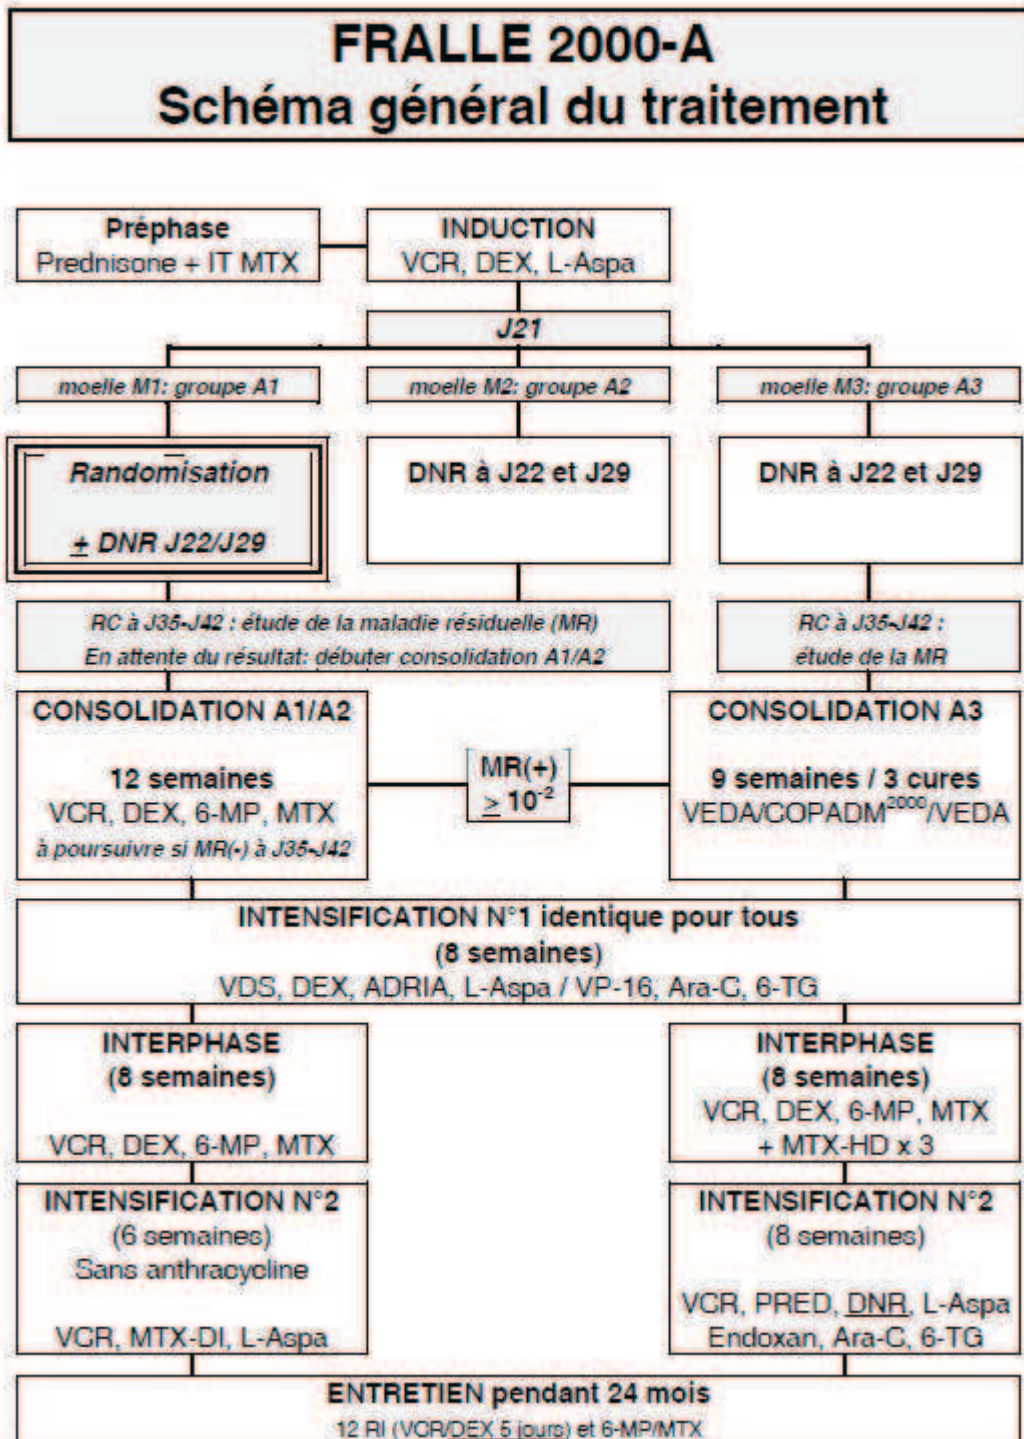 FRALLE 2000-A
Schéma général du traitement
Préphase
Prednisone + IT MTX
INDUCTION
VCR, DEX, L-Aspa
J21
moelle M1: groupe A1
moelle M2: groupe A2
moelle M3: groupe A3
Randomisation
± DNR J22/J29
DNR à J22 et J29
DNR à J22 et J29
RC à J35-J42 : étude de la maladie résiduelle (MR)
En attente du résultat: débuter consolidation A1/A2
RC à J35-J42 :
étude de la MR
CONSOLIDATION A1/A2
12 semaines
VCR, DEX, 6-MP, MTX
à poursuivre si MR(-) à J35-J42
MR(+)
≥ 10⁻²
CONSOLIDATION A3
9 semaines / 3 cures
VEDA/COPADM²⁰⁰⁰/VEDA
INTENSIFICATION N°1 identique pour tous
(8 semaines)
VDS, DEX, ADRIA, L-Aspa / VP-16, Ara-C, 6-TG
INTERPHASE
(8 semaines)
VCR, DEX, 6-MP, MTX
INTERPHASE
(8 semaines)
VCR, DEX, 6-MP, MTX
+ MTX-HD x 3
INTENSIFICATION N°2
(6 semaines)
Sans anthracycline
VCR, MTX-DI, L-Aspa
INTENSIFICATION N°2
(8 semaines)
VCR, PRED, DNR, L-Aspa
Endoxan, Ara-C, 6-TG
ENTRETIEN pendant 24 mois
12 RI (VCR/DEX 5 jours) et 6-MP/MTX